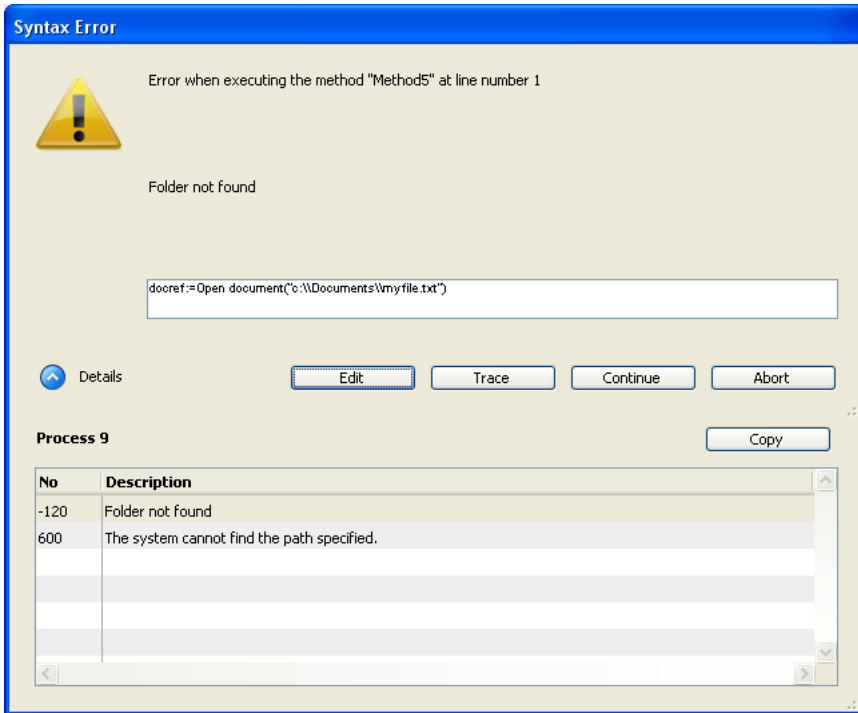 Syntax Error
Error when executing the method "Method5" at line number 1
Folder not found
docref:=Open document("c:\\Documents\\myfile.txt")
Details
Edit
Trace
Continue
Abort
Process 9
Copy
No Description
-120 Folder not found
600 The system cannot find the path specified.